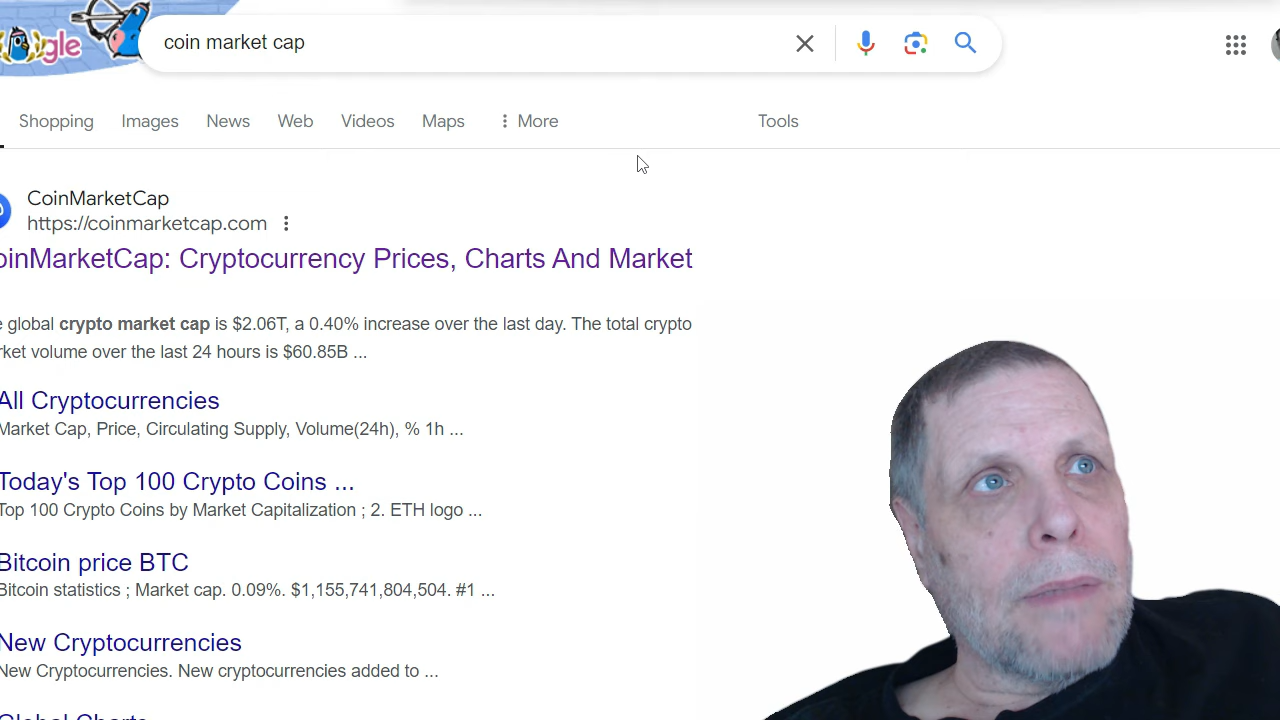 gle
coin market cap
Shopping Images News Web Videos Maps More Tools
CoinMarketCap
https://coinmarketcap.com
oinMarketCap: Cryptocurrency Prices, Charts And Market
e global crypto market cap is $2.06T, a 0.40% increase over the last day. The total crypto
rket volume over the last 24 hours is $60.85B ...
All Cryptocurrencies
Market Cap, Price, Circulating Supply, Volume(24h), % 1h ...
Today's Top 100 Crypto Coins ...
Top 100 Crypto Coins by Market Capitalization ; 2. ETH logo ...
Bitcoin price BTC
Bitcoin statistics ; Market cap. 0.09%. $1,155,741,804,504. #1 ...
New Cryptocurrencies
New Cryptocurrencies. New cryptocurrencies added to ...
Global Charts